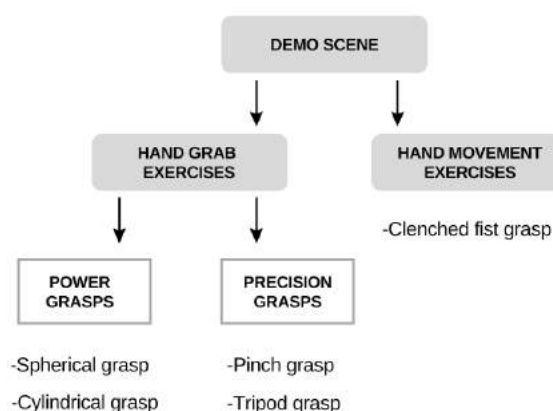 DEMO SCENE
HAND GRAB
EXERCISES
HAND MOVEMENT
EXERCISES
-Clenched fist grasp
POWER
GRASPS
PRECISION
GRASPS
-Spherical grasp
-Pinch grasp
-Cylindrical grasp
-Tripod grasp